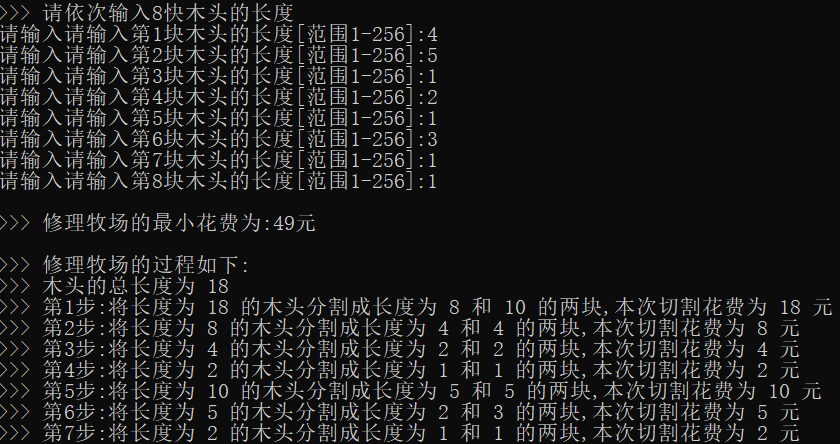 >>> 请依次输入8快木头的长度
请输入请输入第1块木头的长度[范围1-256]:4
请输入请输入第2块木头的长度[范围1-256]:5
请输入请输入第3块木头的长度[范围1-256]:1
请输入请输入第4块木头的长度[范围1-256]:2
请输入请输入第5块木头的长度[范围1-256]:1
请输入请输入第6块木头的长度[范围1-256]:3
请输入请输入第7块木头的长度[范围1-256]:1
请输入请输入第8块木头的长度[范围1-256]:1
>>> 修理牧场的最小花费为:49元
>>> 修理牧场的过程如下:
>>> 木头的总长度为 18
>>> 第1步:将长度为 18 的木头分割成长度为 8 和 10 的两块,本次切割花费为 18 元
>>> 第2步:将长度为 8 的木头分割成长度为 4 和 4 的两块,本次切割花费为 8 元
>>> 第3步:将长度为 4 的木头分割成长度为 2 和 2 的两块,本次切割花费为 4 元
>>> 第4步:将长度为 2 的木头分割成长度为 1 和 1 的两块,本次切割花费为 2 元
>>> 第5步:将长度为 10 的木头分割成长度为 5 和 5 的两块,本次切割花费为 10 元
>>> 第6步:将长度为 5 的木头分割成长度为 2 和 3 的两块,本次切割花费为 5 元
>>> 第7步:将长度为 2 的木头分割成长度为 1 和 1 的两块,本次切割花费为 2 元